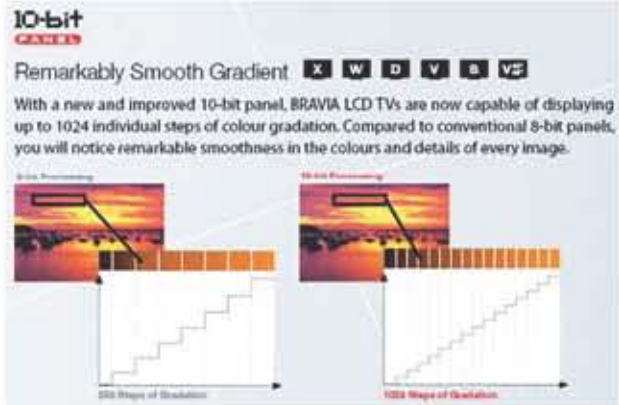 10-bit
PANEL
Remarkably Smooth Gradient X W D V B V5
With a new and improved 10-bit panel, BRAVIA LCD TVs are now capable of displaying
up to 1024 individual steps of colour gradation. Compared to conventional 8-bit panels,
you will notice remarkable smoothness in the colours and details of every image.
8-bit Processing
10-bit Processing
256 Steps of Gradation
1024 Steps of Gradation